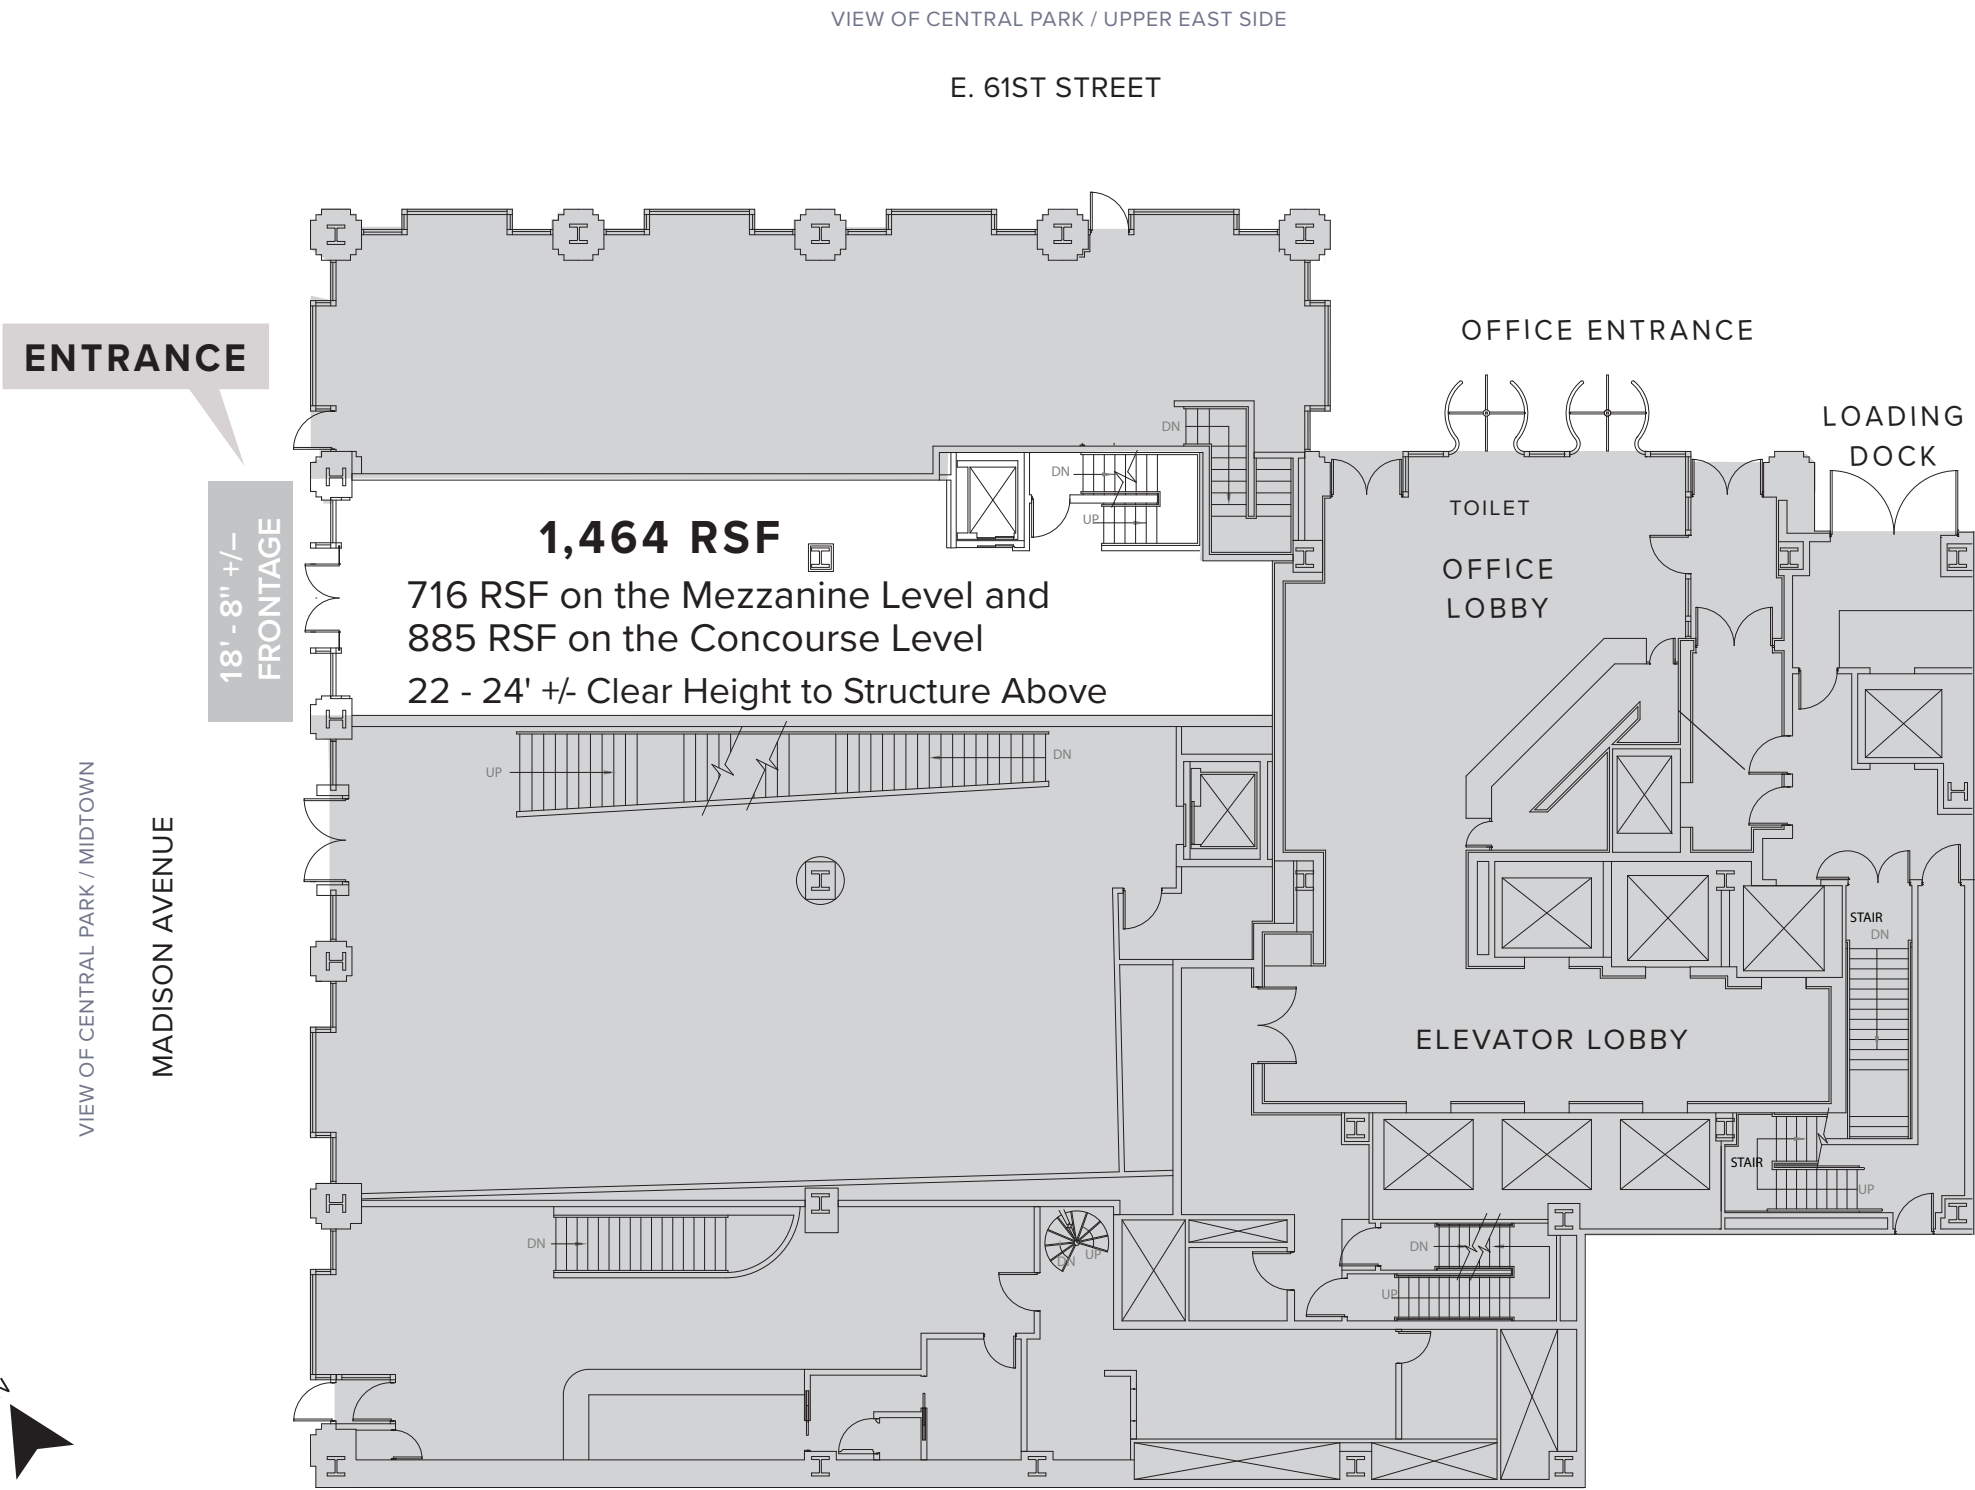 VIEW OF CENTRAL PARK / UPPER EAST SIDE
E. 61ST STREET
ENTRANCE
OFFICE ENTRANCE
LOADING
DOCK
18' - 8" +/–
FRONTAGE
DN
DN
UP
1,464 RSF
716 RSF on the Mezzanine Level and
885 RSF on the Concourse Level
22 - 24' +/- Clear Height to Structure Above
TOILET
OFFICE
LOBBY
UP
DN
VIEW OF CENTRAL PARK / MIDTOWN
MADISON AVENUE
STAIR
DN
ELEVATOR LOBBY
STAIR
UP
DN
DN
UP
DN
UP